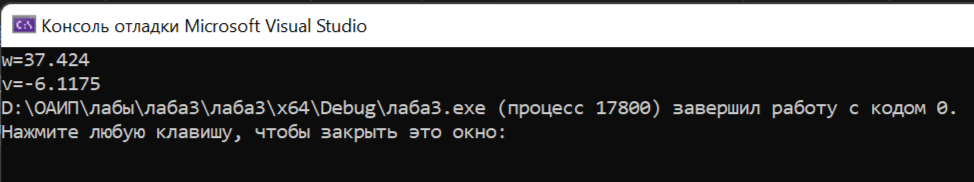 Консоль отладки Microsoft Visual Studio
w=37.424
v=-6.1175
D:\ОАИП\лабы\лаба3\лаба3\x64\Debug\лаба3.exe (процесс 17800) завершил работу с кодом 0.
Нажмите любую клавишу, чтобы закрыть это окно: